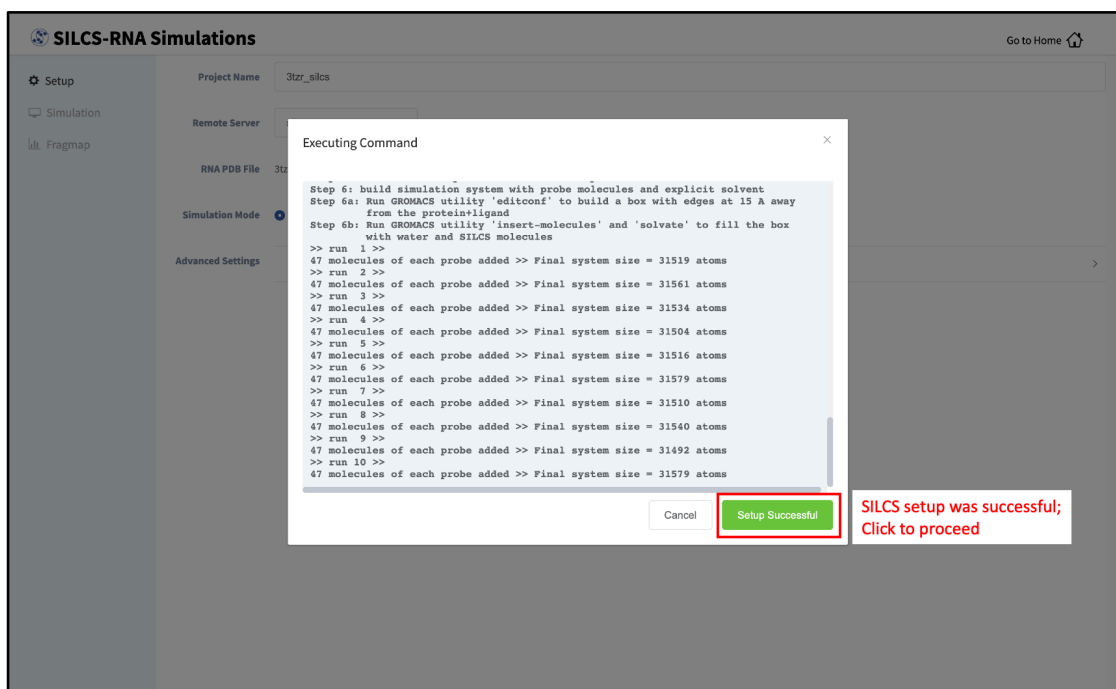 SILCS-RNA Simulations
Go to Home
Setup
Simulation
Fragmap
Project Name
3tzr_silcs
Remote Server
RNA PDB File
3tz
Simulation Mode
Advanced Settings
Executing Command
Step 6: build simulation system with probe molecules and explicit solvent
Step 6a: Run GROMACS utility 'editconf' to build a box with edges at 15 A away
from the protein+ligand
Step 6b: Run GROMACS utility 'insert-molecules' and 'solvate' to fill the box
with water and SILCS molecules
>> run 1 >>
47 molecules of each probe added >> Final system size = 31519 atoms
>> run 2 >>
47 molecules of each probe added >> Final system size = 31561 atoms
>> run 3 >>
47 molecules of each probe added >> Final system size = 31534 atoms
>> run 4 >>
47 molecules of each probe added >> Final system size = 31504 atoms
>> run 5 >>
47 molecules of each probe added >> Final system size = 31516 atoms
>> run 6 >>
47 molecules of each probe added >> Final system size = 31579 atoms
>> run 7 >>
47 molecules of each probe added >> Final system size = 31510 atoms
>> run 8 >>
47 molecules of each probe added >> Final system size = 31540 atoms
>> run 9 >>
47 molecules of each probe added >> Final system size = 31492 atoms
>> run 10 >>
47 molecules of each probe added >> Final system size = 31579 atoms
Cancel
Setup Successful
SILCS setup was successful;
Click to proceed